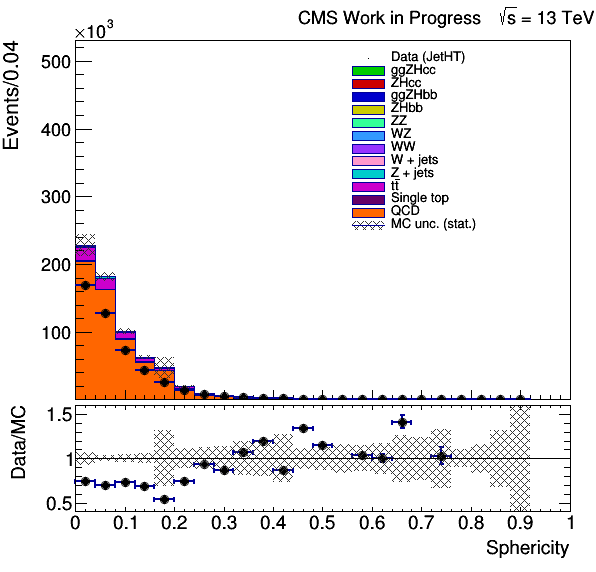 CMS Work in Progress √s = 13 TeV
×10³
Events/0.04
500
400
300
200
100
Data (JetHT)
ggZHcc
ZHcc
ggZHbb
ZHbb
ZZ
WZ
WW
W + jets
Z + jets
tt̄
Single top
QCD
MC unc. (stat.)
Data/MC
1.5
1
0.5
0 0.1 0.2 0.3 0.4 0.5 0.6 0.7 0.8 0.9 1
Sphericity